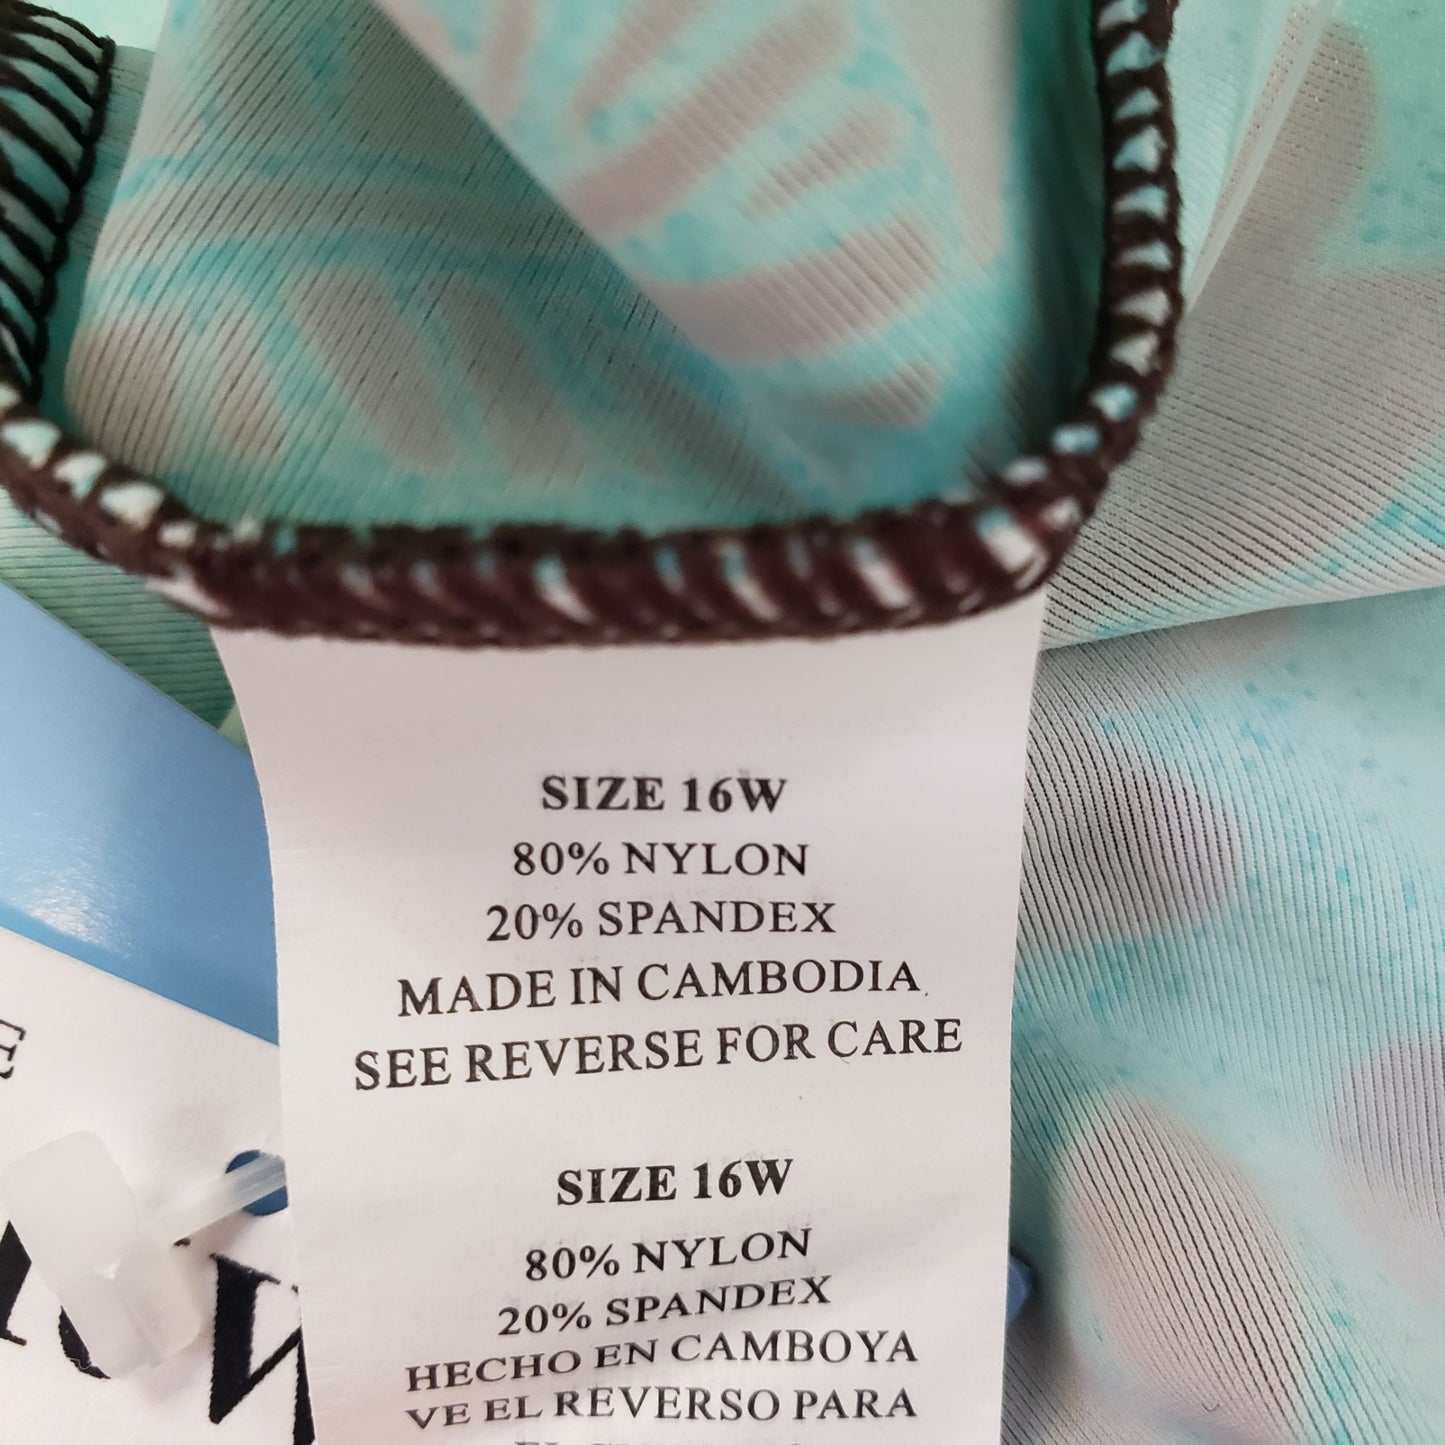 SIZE 16W
80% NYLON
20% SPANDEX
MADE IN CAMBODIA
SEE REVERSE FOR CARE
SIZE 16W
80% NYLON
20% SPANDEX
HECHO EN CAMBOYA
VE EL REVERSO PARA